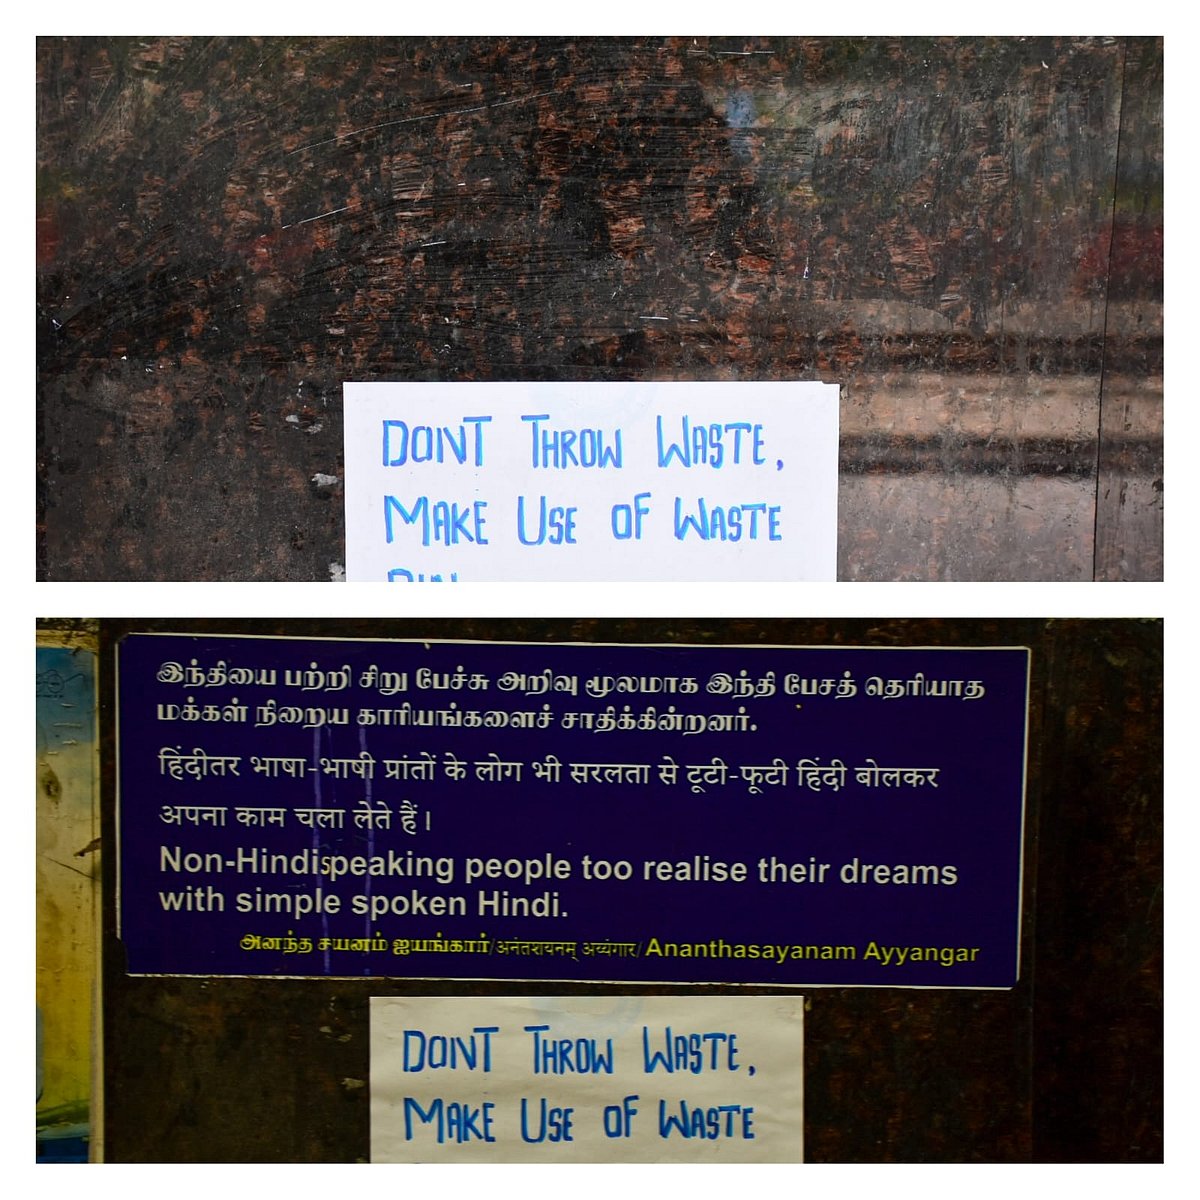 DONT THROW WASTE,
MAKE USE OF WASTE
இந்தியை பற்றி சிறு பேச்சு அறிவு மூலமாக இந்தி பேசத் தெரியாத
மக்கள் நிறைய காரியங்களைச் சாதிக்கின்றனர்.
हिंदीतर भाषा-भाषी प्रांतों के लोग भी सरलता से टूटी-फूटी हिंदी बोलकर
अपना काम चला लेते हैं।
Non-Hindispeaking people too realise their dreams
with simple spoken Hindi.
அனந்த சயனம் ஐயங்கார்/अनंतशयनम् अय्यंगार/Ananthasayanam Ayyangar
DONT THROW WASTE,
MAKE USE OF WASTE